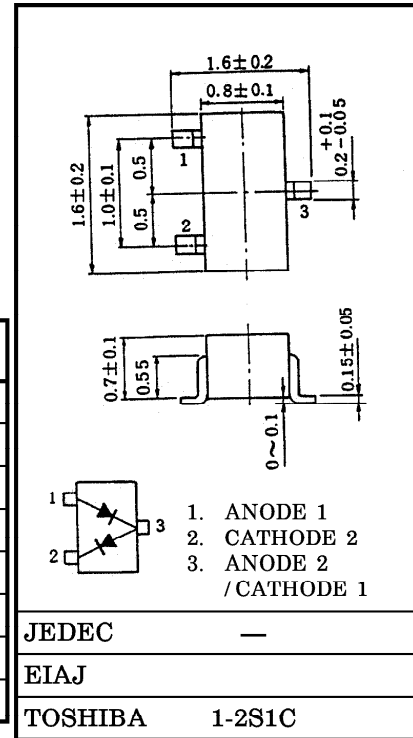 1.6±0.2
0.8±0.1
+0.1
0.2-0.05
1.6±0.2
1.0±0.1
0.5
0.5
1
2
3
0.7±0.1
0.55
0.15±0.05
0~0.1
1
2
3
1. ANODE 1
2. CATHODE 2
3. ANODE 2
/CATHODE 1
JEDEC —
EIAJ
TOSHIBA 1-2S1C